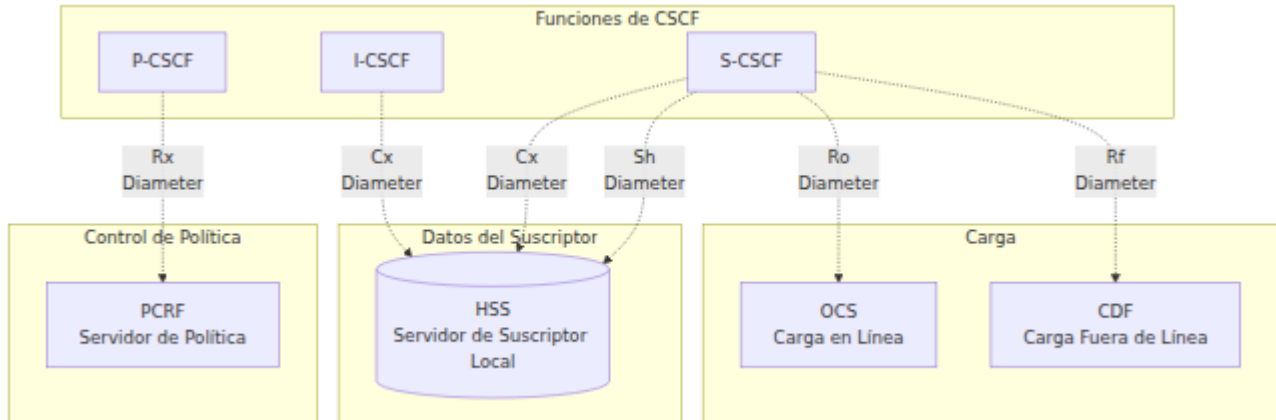 Funciones de CSCF
P-CSCF
I-CSCF
S-CSCF
Rx
Diameter
Cx
Diameter
Cx
Diameter
Sh
Diameter
Ro
Diameter
Rf
Diameter
Control de Política
PCRF
Servidor de Política
Datos del Suscriptor
HSS
Servidor de Suscriptor
Local
Carga
OCS
Carga en Línea
CDF
Carga Fuera de Línea